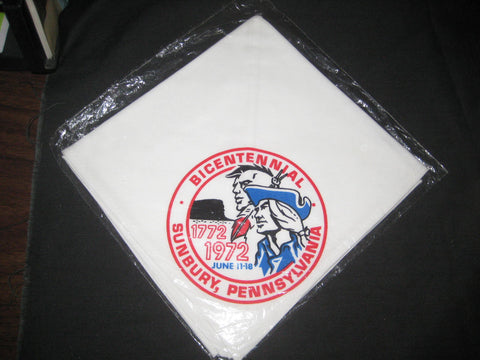 BICENTENNIAL
1772
1972
JUNE 11-18
SUNBURY, PENNSYLVANIA